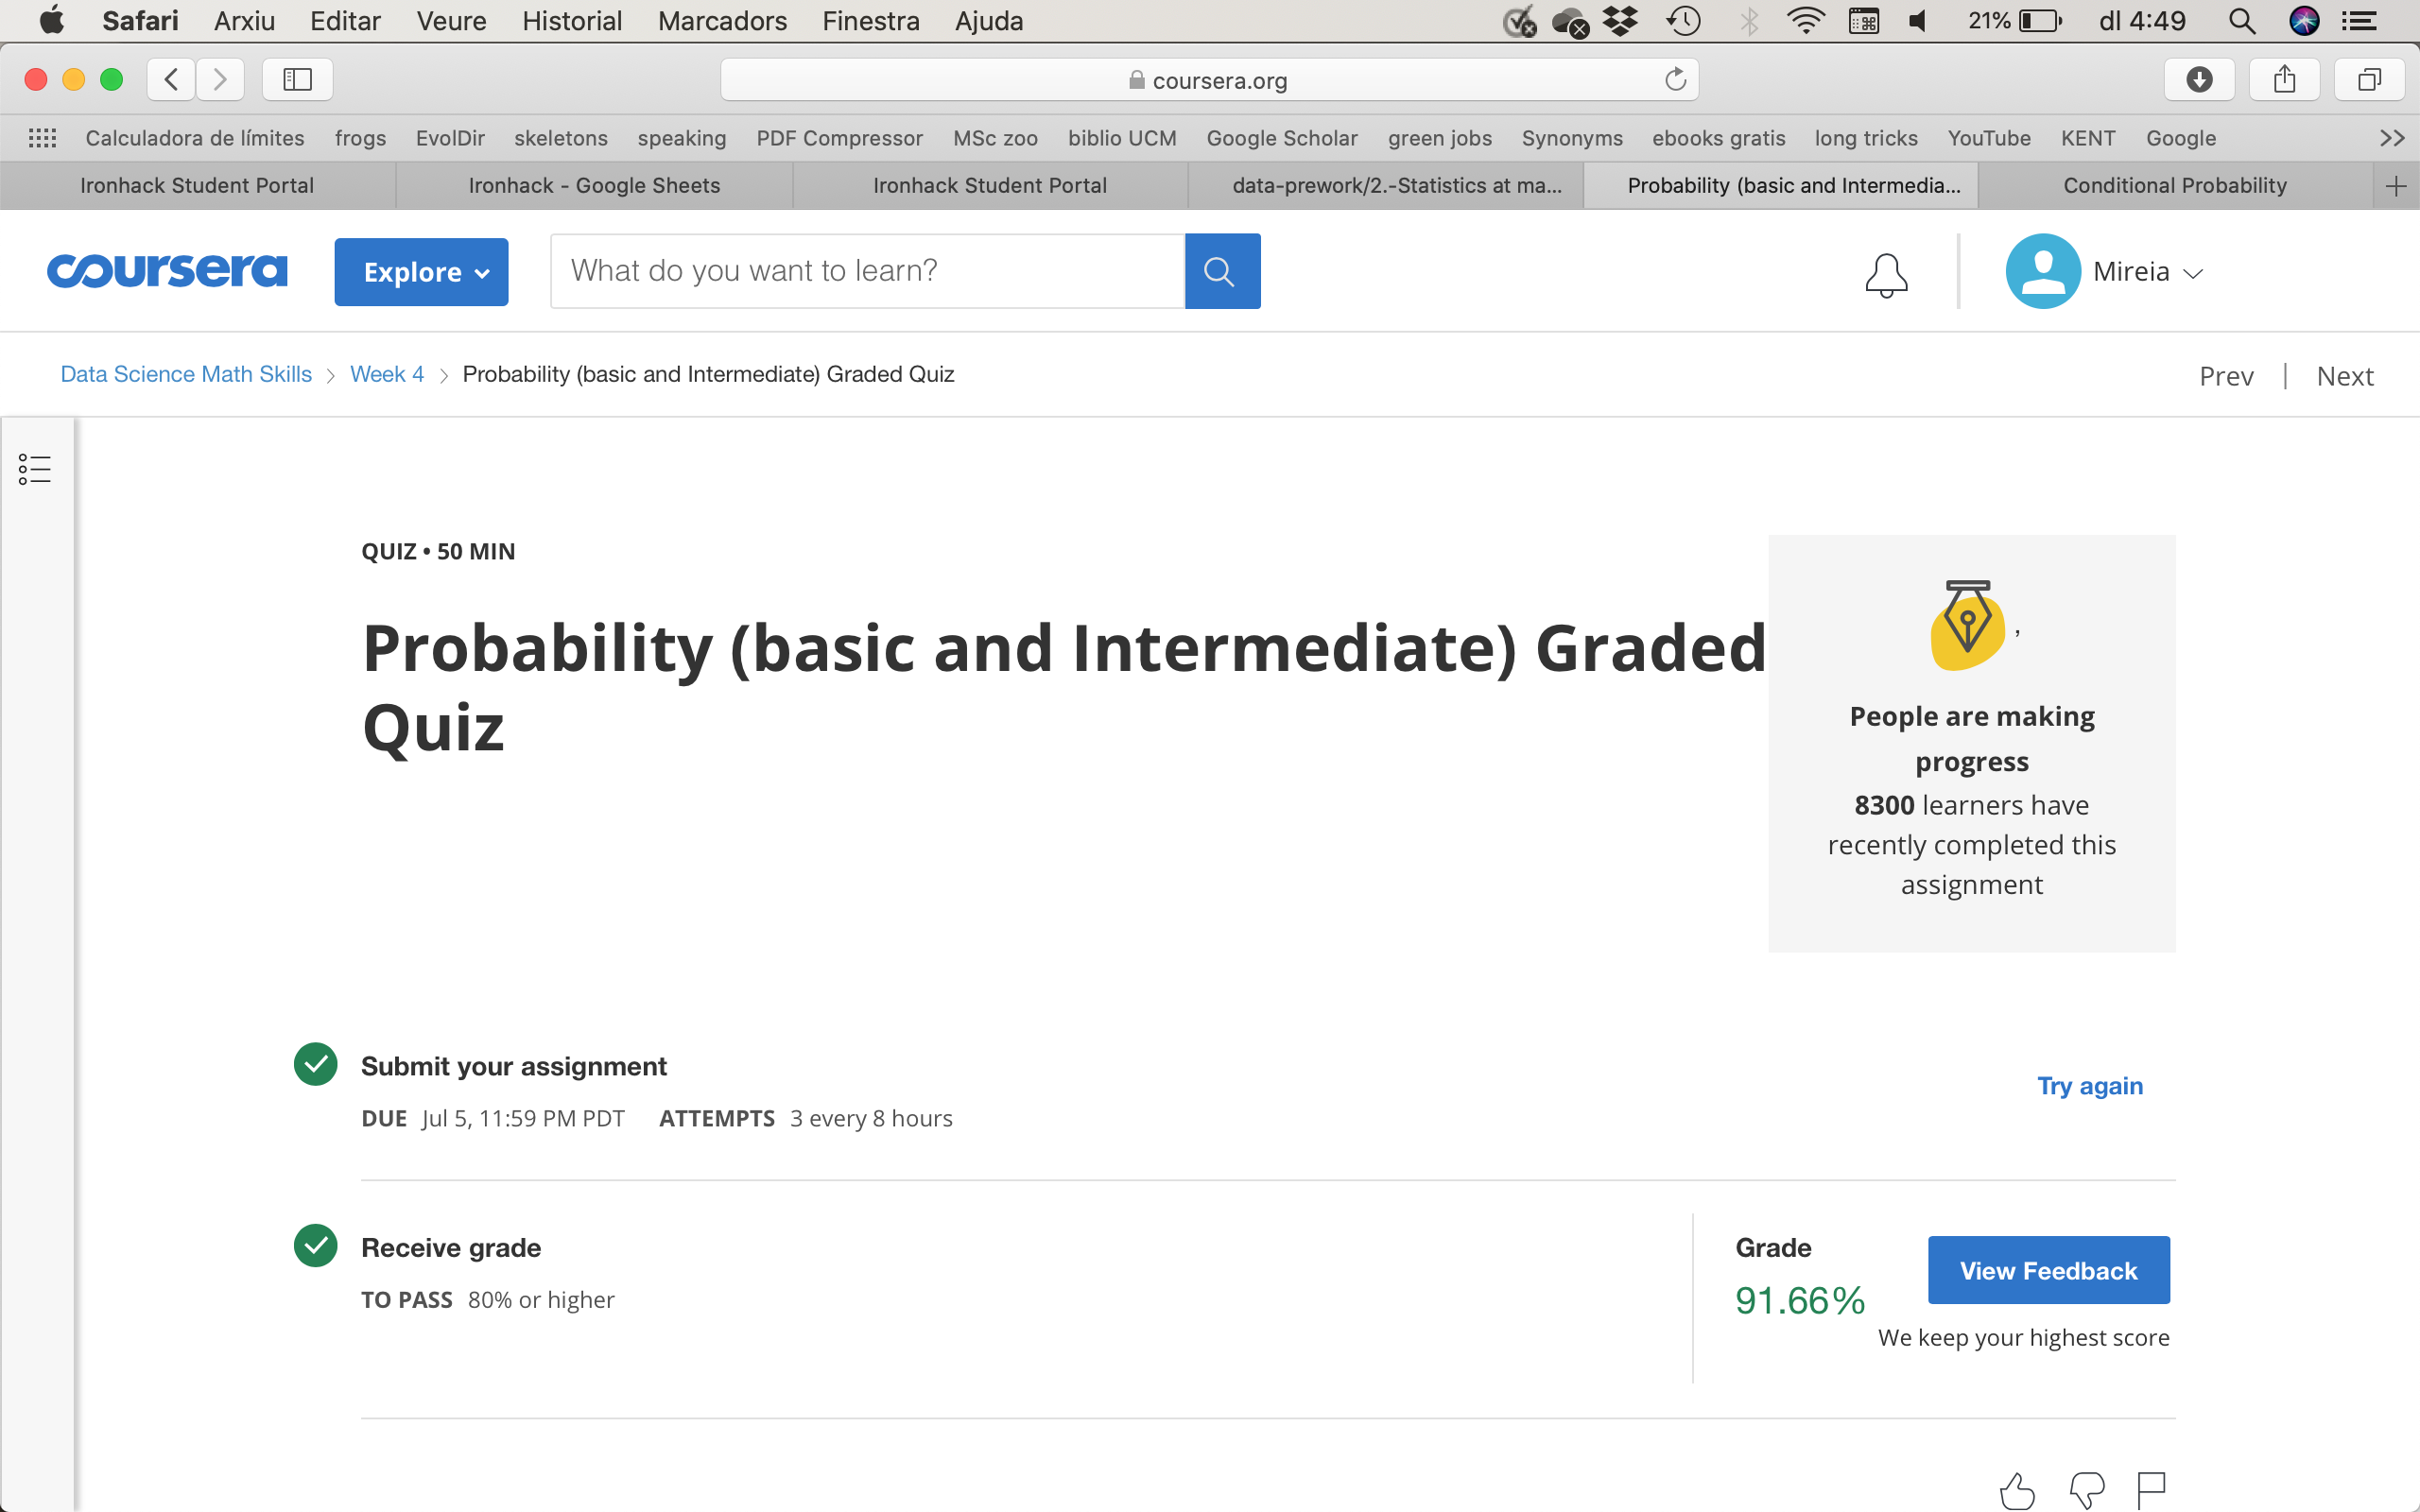 Safari Arxiu Editar Veure Historial Marcadors Finestra Ajuda 21% dl 4:49
coursera.org
Calculadora de límites frogs EvolDir skeletons speaking PDF Compressor MSc zoo biblio UCM Google Scholar green jobs Synonyms ebooks gratis long tricks YouTube KENT Google
Ironhack Student Portal Ironhack - Google Sheets Ironhack Student Portal data-prework/2.-Statistics at ma... Probability (basic and Intermedia... Conditional Probability
coursera Explore What do you want to learn? Mireia
Data Science Math Skills > Week 4 > Probability (basic and Intermediate) Graded Quiz Prev | Next
QUIZ • 50 MIN
Probability (basic and Intermediate) Graded
Quiz
,
People are making
progress
8300 learners have
recently completed this
assignment
Submit your assignment
DUE Jul 5, 11:59 PM PDT ATTEMPTS 3 every 8 hours
Try again
Receive grade
TO PASS 80% or higher
Grade
91.66%
View Feedback
We keep your highest score